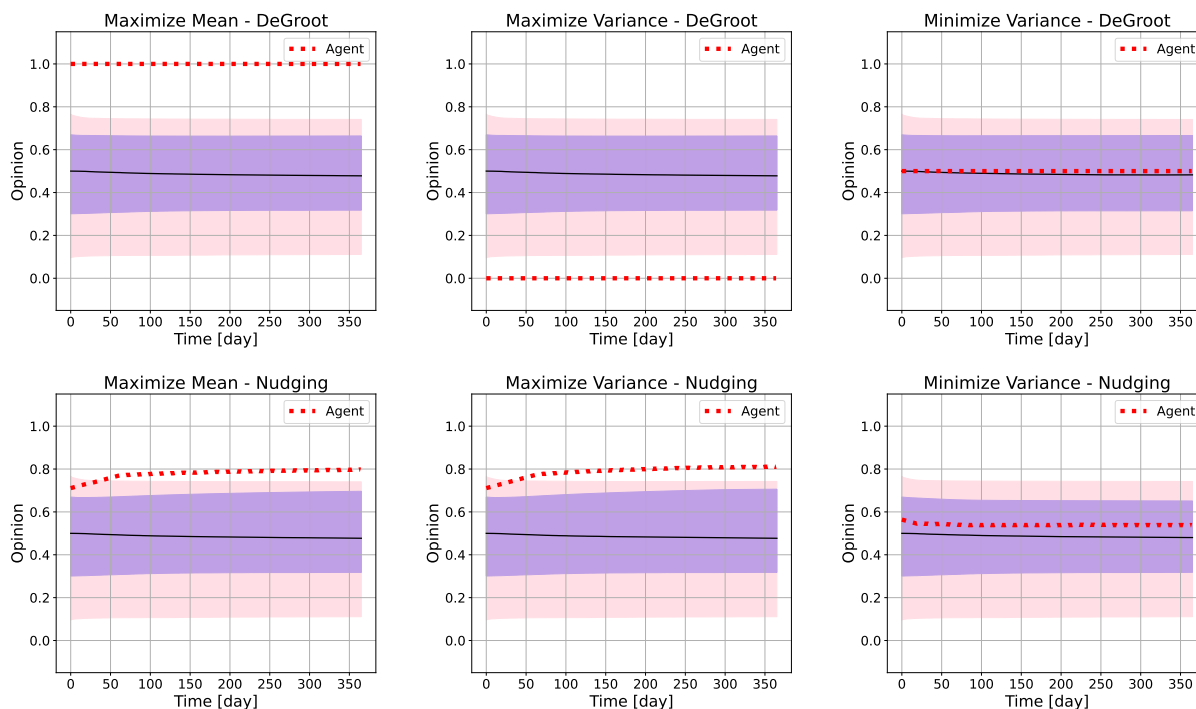 Maximize Mean - DeGroot
Agent
1.0
0.8
0.6
0.4
0.2
0.0
Opinion
0 50 100 150 200 250 300 350
Time [day]
Maximize Variance - DeGroot
Agent
1.0
0.8
0.6
0.4
0.2
0.0
Opinion
0 50 100 150 200 250 300 350
Time [day]
Minimize Variance - DeGroot
Agent
1.0
0.8
0.6
0.4
0.2
0.0
Opinion
0 50 100 150 200 250 300 350
Time [day]
Maximize Mean - Nudging
Agent
1.0
0.8
0.6
0.4
0.2
0.0
Opinion
0 50 100 150 200 250 300 350
Time [day]
Maximize Variance - Nudging
Agent
1.0
0.8
0.6
0.4
0.2
0.0
Opinion
0 50 100 150 200 250 300 350
Time [day]
Minimize Variance - Nudging
Agent
1.0
0.8
0.6
0.4
0.2
0.0
Opinion
0 50 100 150 200 250 300 350
Time [day]